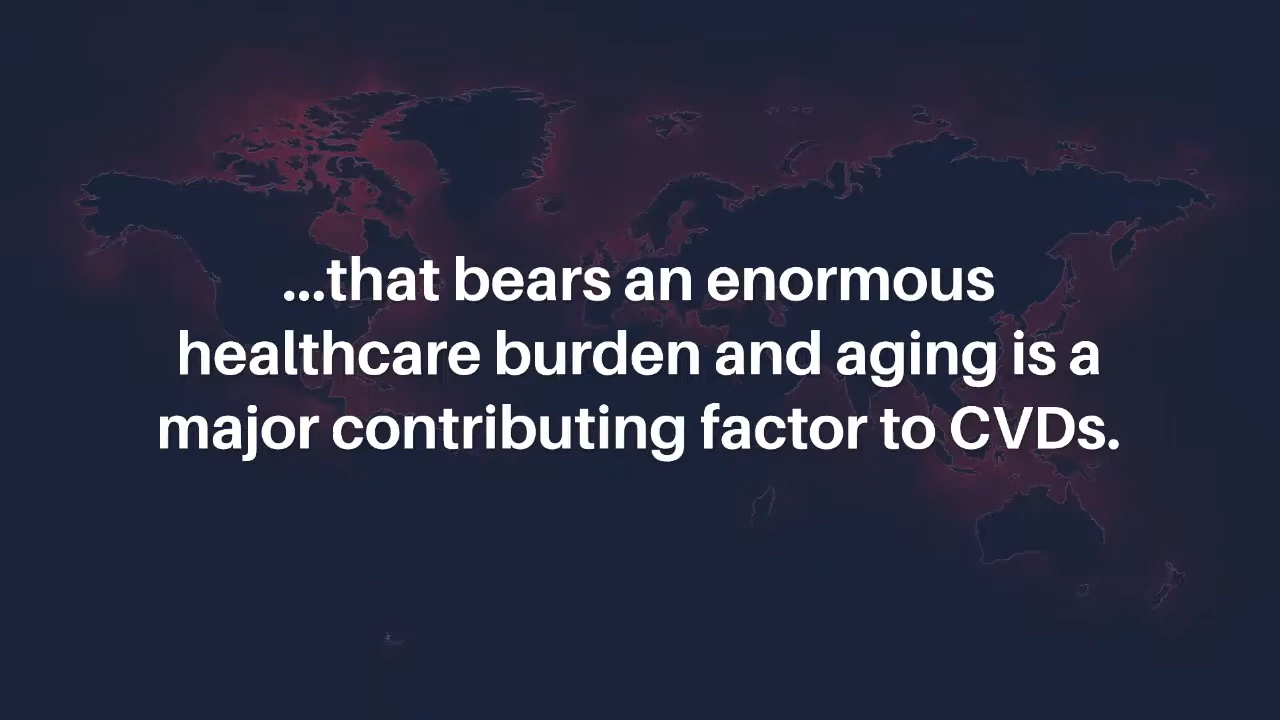 ...that bears an enormous
healthcare burden and aging is a
major contributing factor to CVDs.